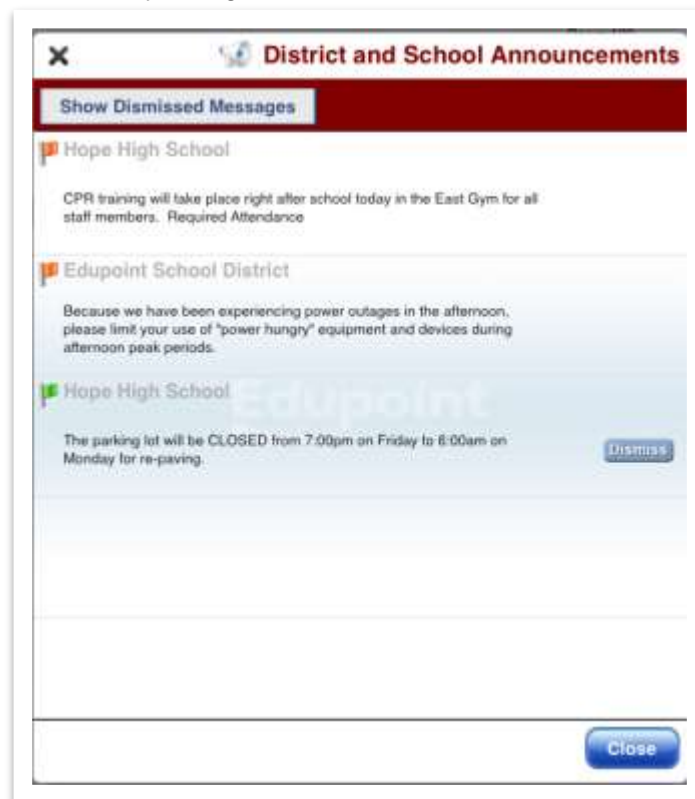 District and School Announcements
Show Dismissed Messages
Hope High School
CPR training will take place right after school today in the East Gym for all
staff members. Required Attendance
Edupoint School District
Because we have been experiencing power outages in the afternoon,
please limit your use of "power hungry" equipment and devices during
afternoon peak periods.
Hope High School
Edupoint
The parking lot will be CLOSED from 7:00pm on Friday to 6:00am on
Monday for re-paving.
Dismiss
Close